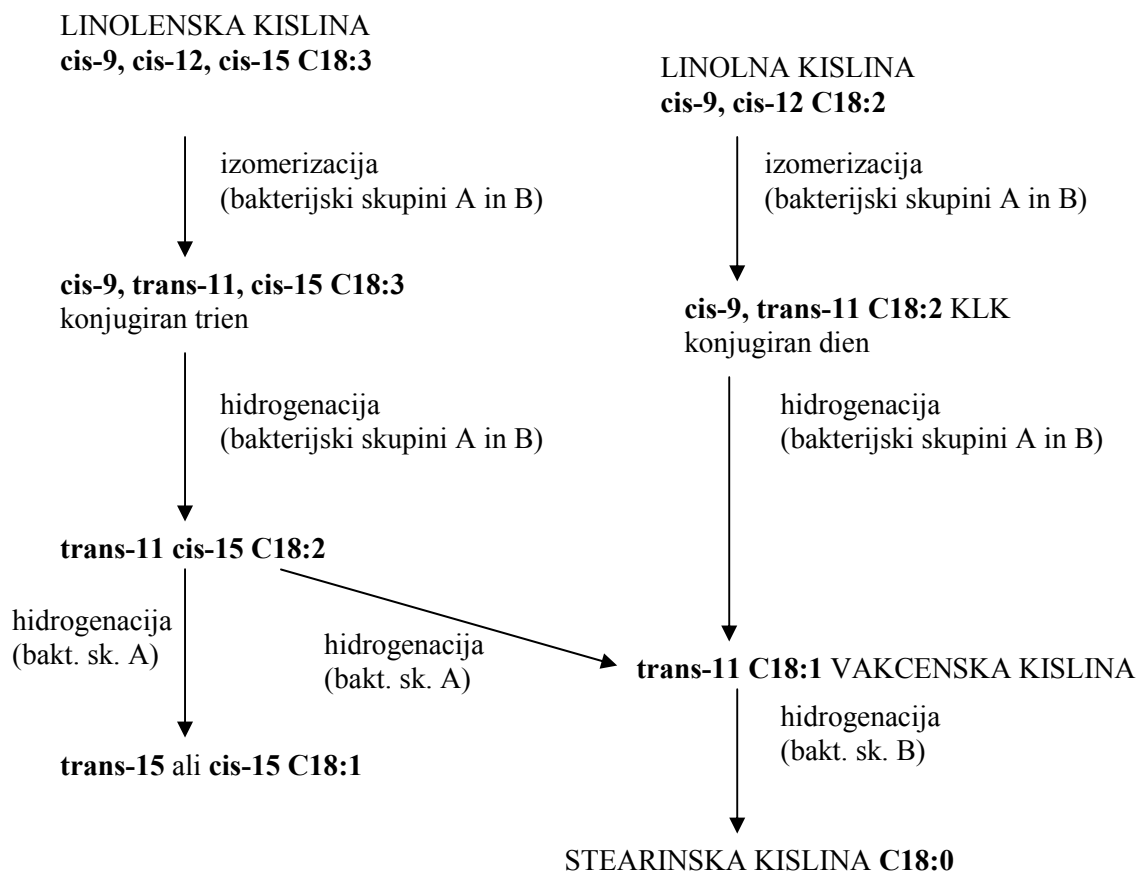 LINOLENSKA KISLINA
cis-9, cis-12, cis-15 C18:3
LINOLNA KISLINA
cis-9, cis-12 C18:2
izomerizacija
(bakterijski skupini A in B)
izomerizacija
(bakterijski skupini A in B)
cis-9, trans-11, cis-15 C18:3
konjugiran trien
cis-9, trans-11 C18:2 KLK
konjugiran dien
hidrogenacija
(bakterijski skupini A in B)
hidrogenacija
(bakterijski skupini A in B)
trans-11 cis-15 C18:2
hidrogenacija
(bakt. sk. A)
hidrogenacija
(bakt. sk. A)
trans-11 C18:1 VAKCENSKA KISLINA
hidrogenacija
(bakt. sk. B)
trans-15 ali cis-15 C18:1
STEARINSKA KISLINA C18:0